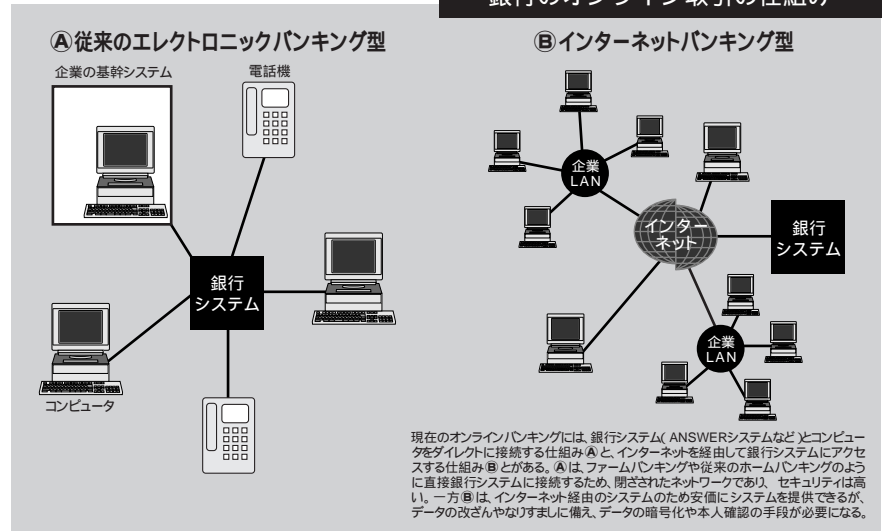 銀行のオンライン取引の仕組み
Ⓐ従来のエレクトロニックバンキング型
企業の基幹システム
電話機
銀行
システム
コンピュータ
Ⓑインターネットバンキング型
企業
LAN
インター
ネット
銀行
システム
企業
LAN
現在のオンラインバンキングには、銀行システム(ANSWERシステムなど)とコンピュー
タをダイレクトに接続する仕組みⒶと、インターネットを経由して銀行システムにアクセ
スする仕組みⒷとがある。Ⓐは、ファームバンキングや従来のホームバンキングのよう
に直接銀行システムに接続するため、閉ざされたネットワークであり、セキュリティは高
い。一方Ⓑは、インターネット経由のシステムのため安価にシステムを提供できるが、
データの改ざんやなりすましに備え、データの暗号化や本人確認の手段が必要になる。